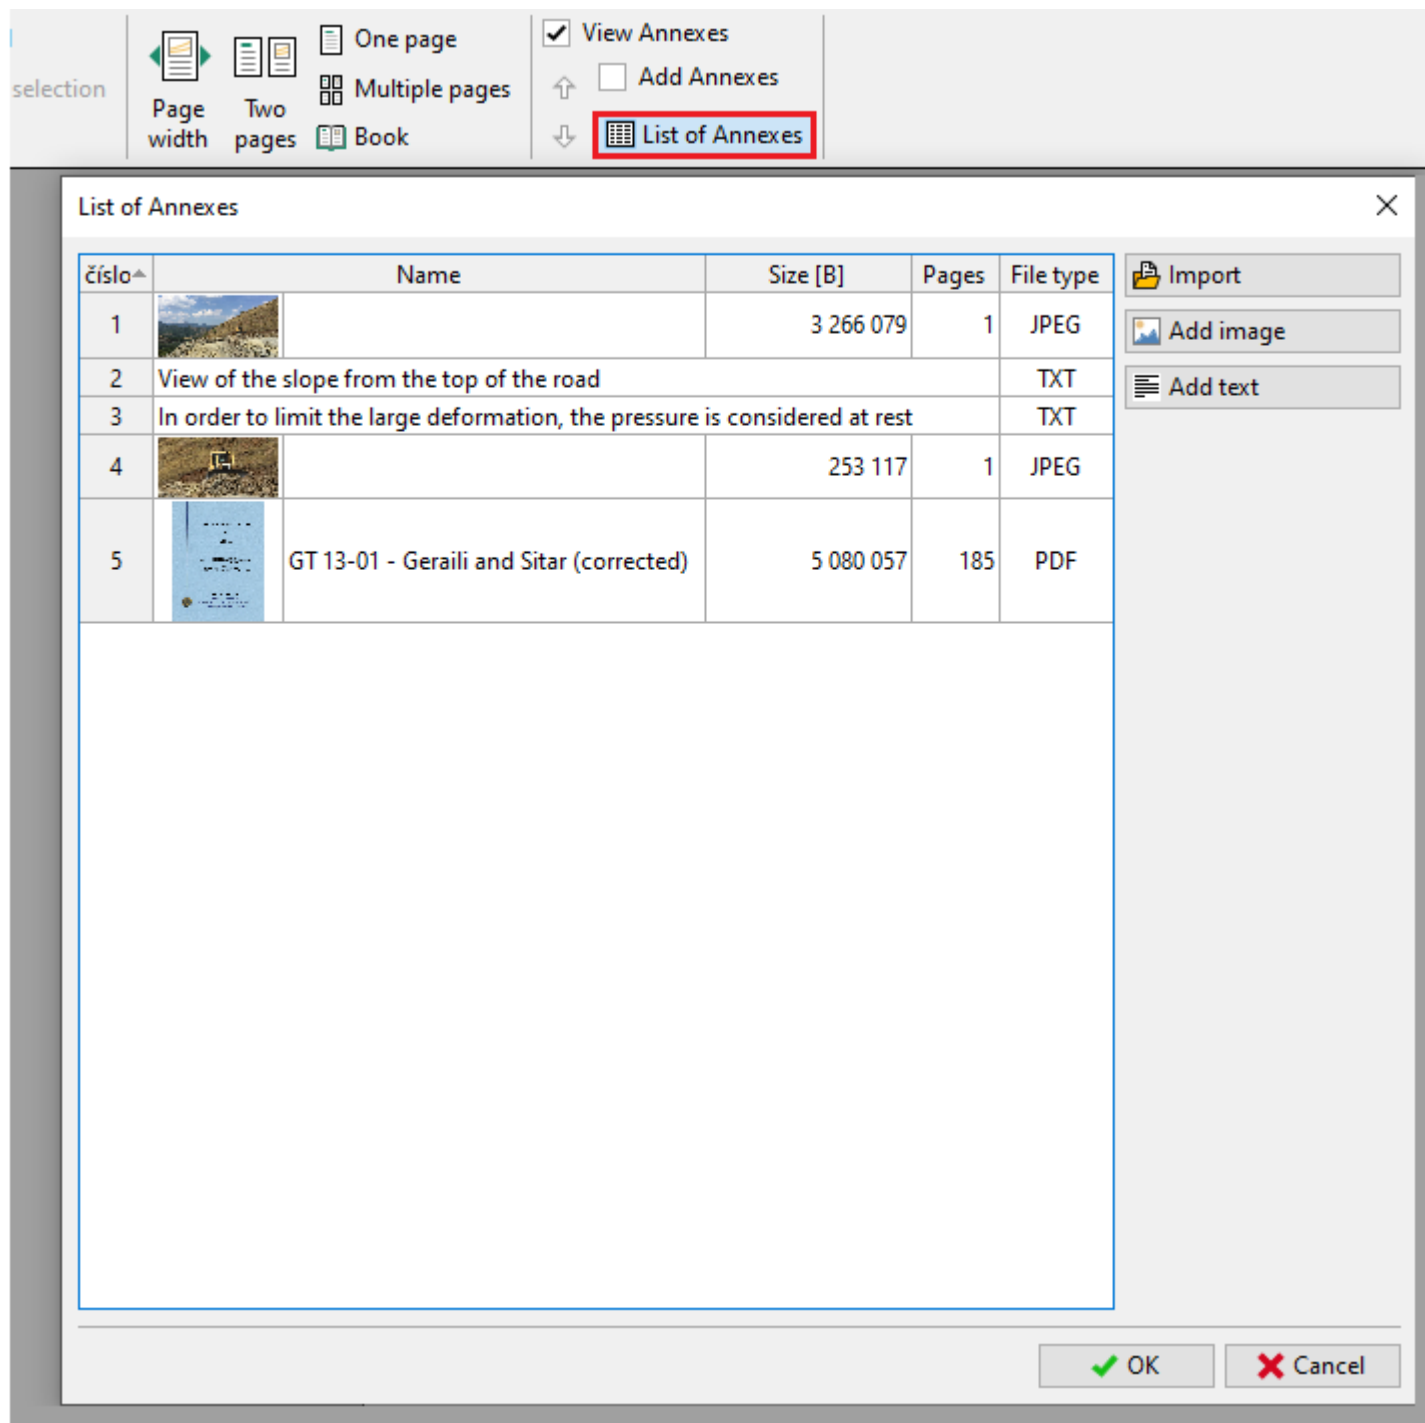 selection
Page width
Two pages
One page
Multiple pages
Book
View Annexes
Add Annexes
List of Annexes
List of Annexes
číslo Name Size [B] Pages File type
1 3 266 079 1 JPEG
2 View of the slope from the top of the road TXT
3 In order to limit the large deformation, the pressure is considered at rest TXT
4 253 117 1 JPEG
5 GT 13-01 - Geraili and Sitar (corrected) 5 080 057 185 PDF
Import
Add image
Add text
OK
Cancel